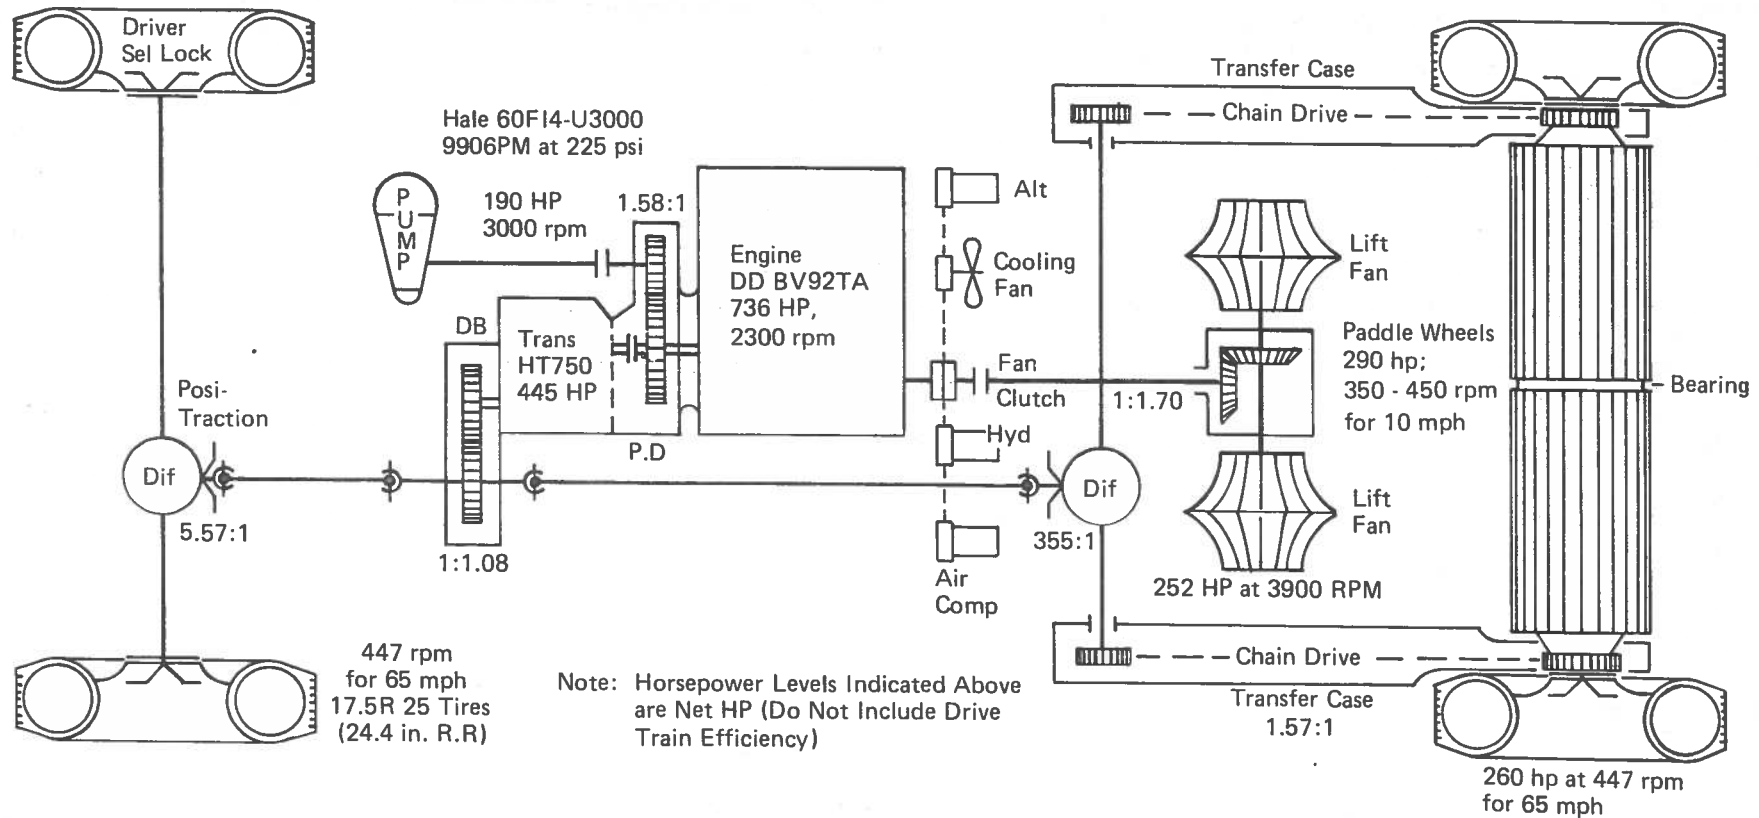 Driver
Sel Lock
Hale 60FI4-U3000
9906PM at 225 psi
PUMP
190 HP
3000 rpm
1.58:1
Engine
DD BV92TA
736 HP,
2300 rpm
DB
Trans
HT750
445 HP
P.D
1:1.08
Posi-
Traction
Dif
5.57:1
447 rpm
for 65 mph
17.5R 25 Tires
(24.4 in. R.R)
Note: Horsepower Levels Indicated Above
are Net HP (Do Not Include Drive
Train Efficiency)
Alt
Cooling
Fan
Fan
Clutch
Hyd
Air
Comp
1:1.70
Dif
355:1
Transfer Case
Chain Drive
Lift
Fan
Paddle Wheels
290 hp;
350 - 450 rpm
for 10 mph
Bearing
Lift
Fan
252 HP at 3900 RPM
Chain Drive
Transfer Case
1.57:1
260 hp at 447 rpm
for 65 mph